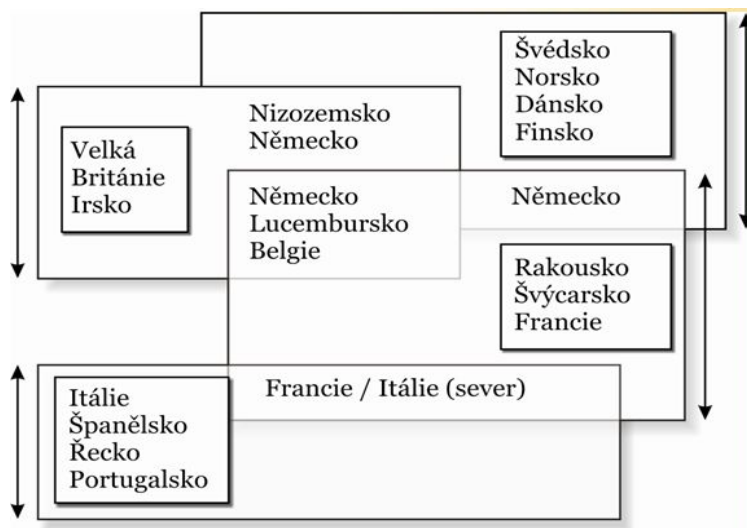 Švédsko
Norsko
Dánsko
Finsko
Nizozemsko
Německo
Velká
Británie
Irsko
Německo
Lucembursko
Belgie
Německo
Rakousko
Švýcarsko
Francie
Francie / Itálie (sever)
Itálie
Španělsko
Řecko
Portugalsko